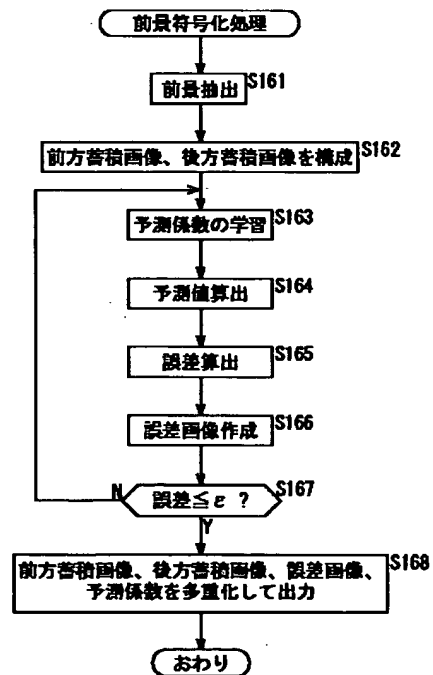 前景符号化処理
前景抽出 S161
前方蓄積画像、後方蓄積画像を構成 S162
予測係数の学習 S163
予測値算出 S164
誤差算出 S165
誤差画像作成 S166
誤差≦ε ? S167
N
Y
前方蓄積画像、後方蓄積画像、誤差画像、 S168
予測係数を多重化して出力
おわり